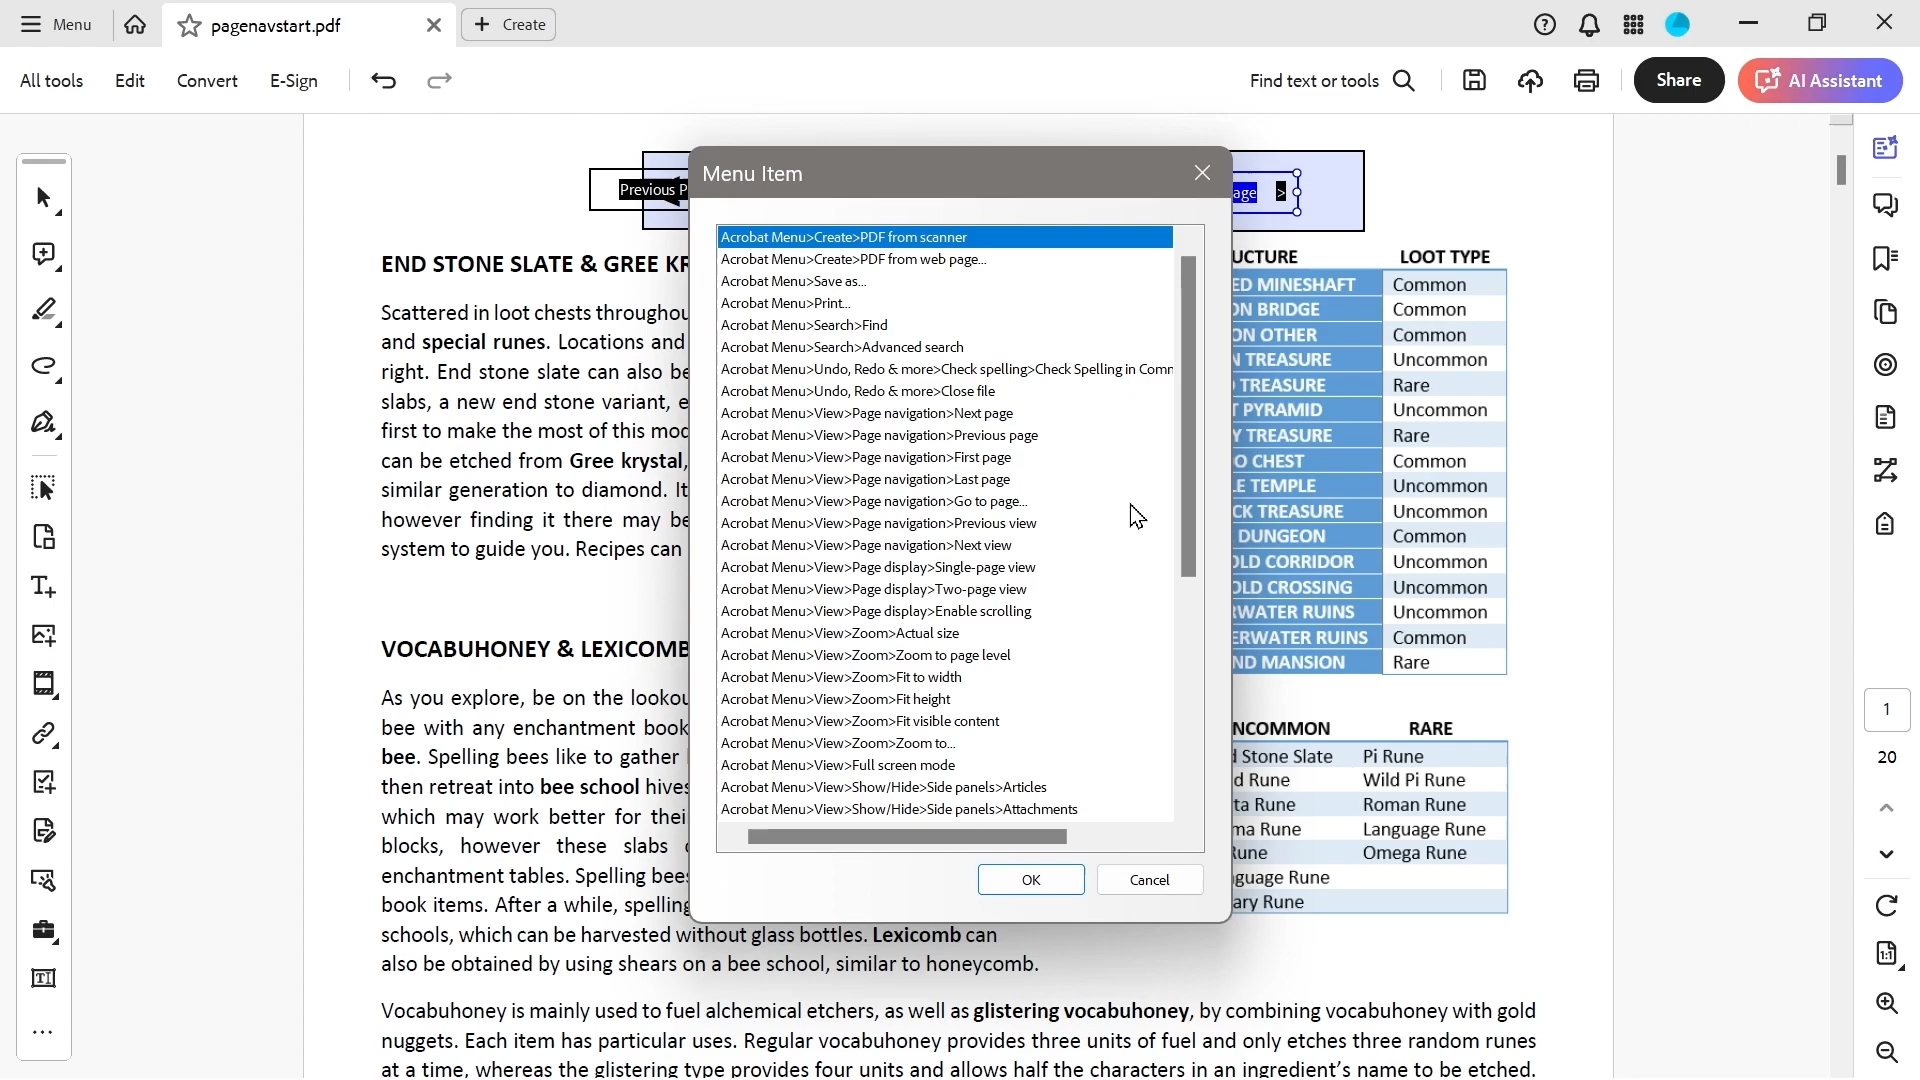 Menu
pagenavstart.pdf
Create
All tools
Edit
Convert
E-Sign
Find text or tools
Share
AI Assistant
Previous P
age >
Menu Item
Acrobat Menu>Create>PDF from scanner
Acrobat Menu>Create>PDF from web page...
Acrobat Menu>Save as...
Acrobat Menu>Print...
Acrobat Menu>Search>Find
Acrobat Menu>Search>Advanced search
Acrobat Menu>Undo, Redo & more>Check spelling>Check Spelling in Comm
Acrobat Menu>Undo, Redo & more>Close file
Acrobat Menu>View>Page navigation>Next page
Acrobat Menu>View>Page navigation>Previous page
Acrobat Menu>View>Page navigation>First page
Acrobat Menu>View>Page navigation>Last page
Acrobat Menu>View>Page navigation>Go to page...
Acrobat Menu>View>Page navigation>Previous view
Acrobat Menu>View>Page navigation>Next view
Acrobat Menu>View>Page display>Single-page view
Acrobat Menu>View>Page display>Two-page view
Acrobat Menu>View>Page display>Enable scrolling
Acrobat Menu>View>Zoom>Actual size
Acrobat Menu>View>Zoom>Zoom to page level
Acrobat Menu>View>Zoom>Fit to width
Acrobat Menu>View>Zoom>Fit height
Acrobat Menu>View>Zoom>Fit visible content
Acrobat Menu>View>Zoom>Zoom to...
Acrobat Menu>View>Full screen mode
Acrobat Menu>View>Show/Hide>Side panels>Articles
Acrobat Menu>View>Show/Hide>Side panels>Attachments
OK
Cancel
END STONE SLATE & GREE KR
Scattered in loot chests throughou
and special runes. Locations and
right. End stone slate can also be
slabs, a new end stone variant, e
first to make the most of this mod
can be etched from Gree krystal,
similar generation to diamond. It
however finding it there may be
system to guide you. Recipes can
VOCABUHONEY & LEXICOMB
As you explore, be on the lookou
bee with any enchantment book
bee. Spelling bees like to gather
then retreat into bee school hives
which may work better for thei
blocks, however these slabs
enchantment tables. Spelling bees
book items. After a while, spelling
schools, which can be harvested without glass bottles. Lexicomb can
also be obtained by using shears on a bee school, similar to honeycomb.
Vocabuhoney is mainly used to fuel alchemical etchers, as well as glistering vocabuhoney, by combining vocabuhoney with gold
nuggets. Each item has particular uses. Regular vocabuhoney provides three units of fuel and only etches three random runes
at a time, whereas the glistering type provides four units and allows half the characters in an ingredient's name to be etched.
UCTURE LOOT TYPE
ED MINESHAFT Common
ON BRIDGE Common
ON OTHER Common
N TREASURE Uncommon
D TREASURE Rare
T PYRAMID Uncommon
Y TREASURE Rare
O CHEST Common
LE TEMPLE Uncommon
CK TREASURE Uncommon
DUNGEON Common
OLD CORRIDOR Uncommon
OLD CROSSING Uncommon
RWATER RUINS Uncommon
ERWATER RUINS Common
ND MANSION Rare
NCOMMON RARE
d Stone Slate Pi Rune
d Rune Wild Pi Rune
ta Rune Roman Rune
ma Rune Language Rune
Rune Omega Rune
guage Rune
ary Rune
1
20
1:1